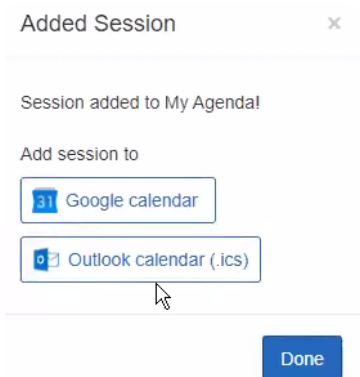 Added Session
×
Session added to My Agenda!
Add session to
31 Google calendar
Outlook calendar (.ics)
Done